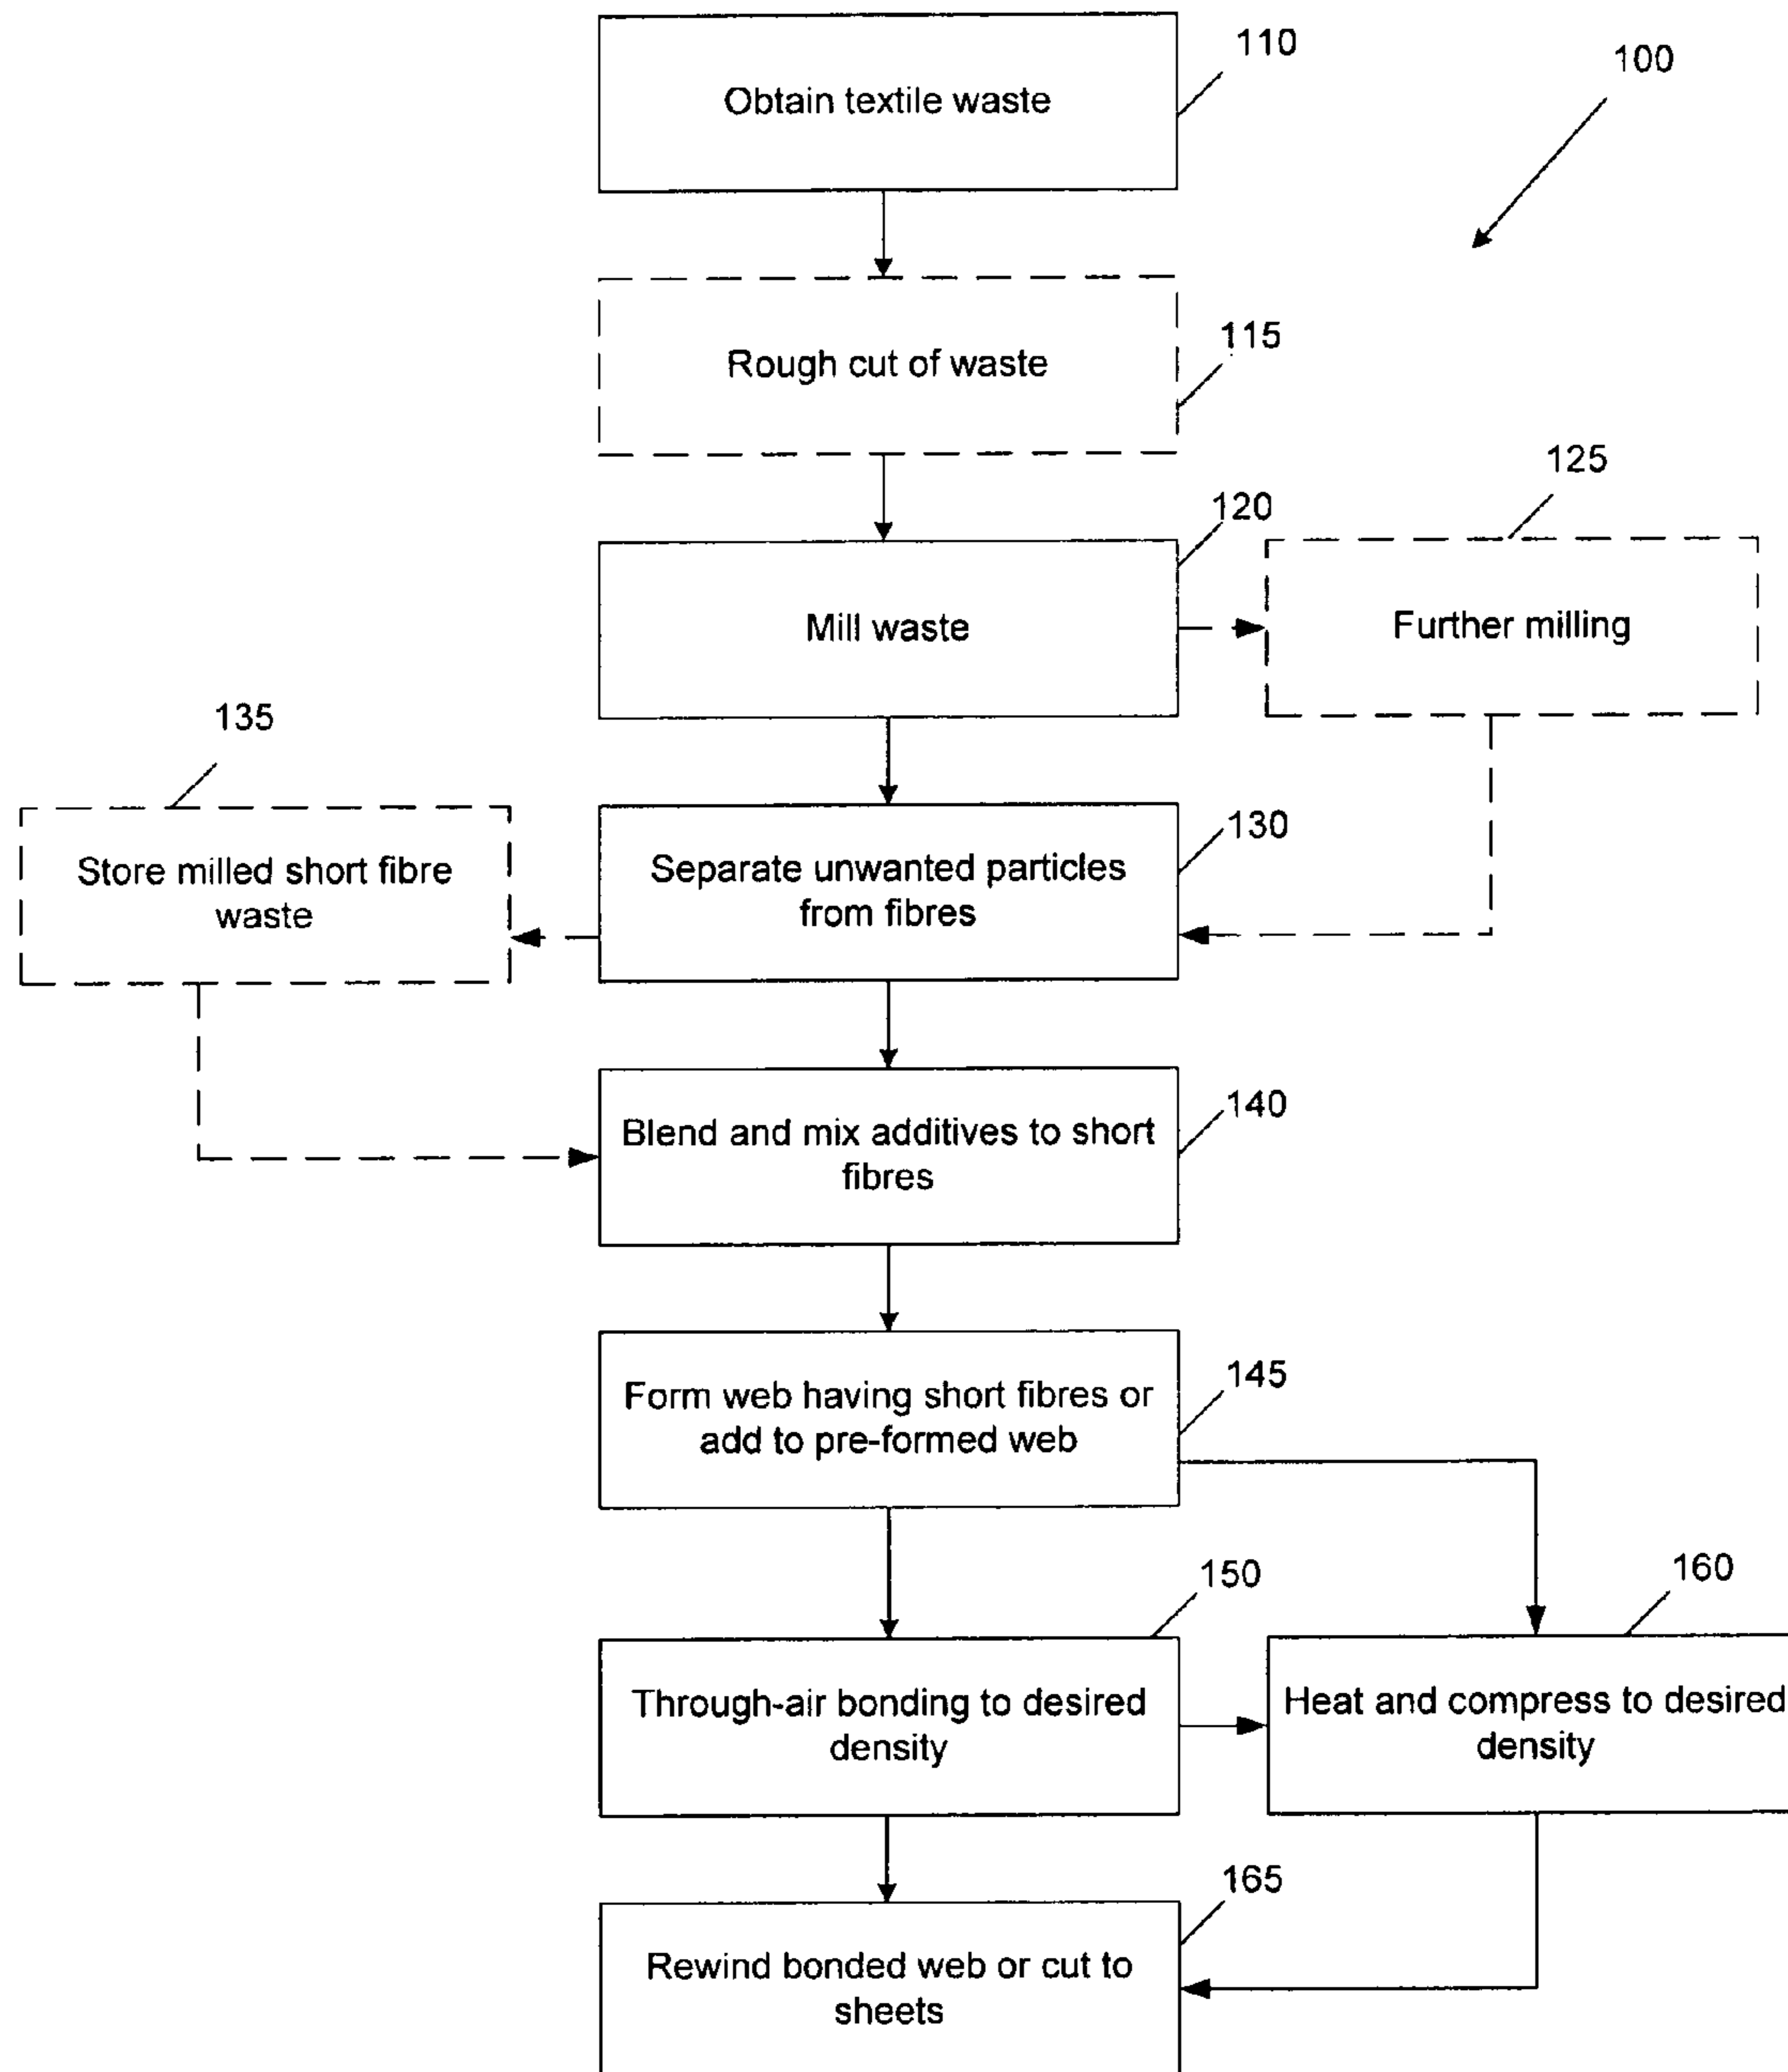 110
100
Obtain textile waste
115
Rough cut of waste
125
120
Mill waste
Further milling
135
130
Store milled short fibre
waste
Separate unwanted particles
from fibres
140
Blend and mix additives to short
fibres
145
Form web having short fibres or
add to pre-formed web
150
160
Through-air bonding to desired
density
Heat and compress to desired
density
165
Rewind bonded web or cut to
sheets